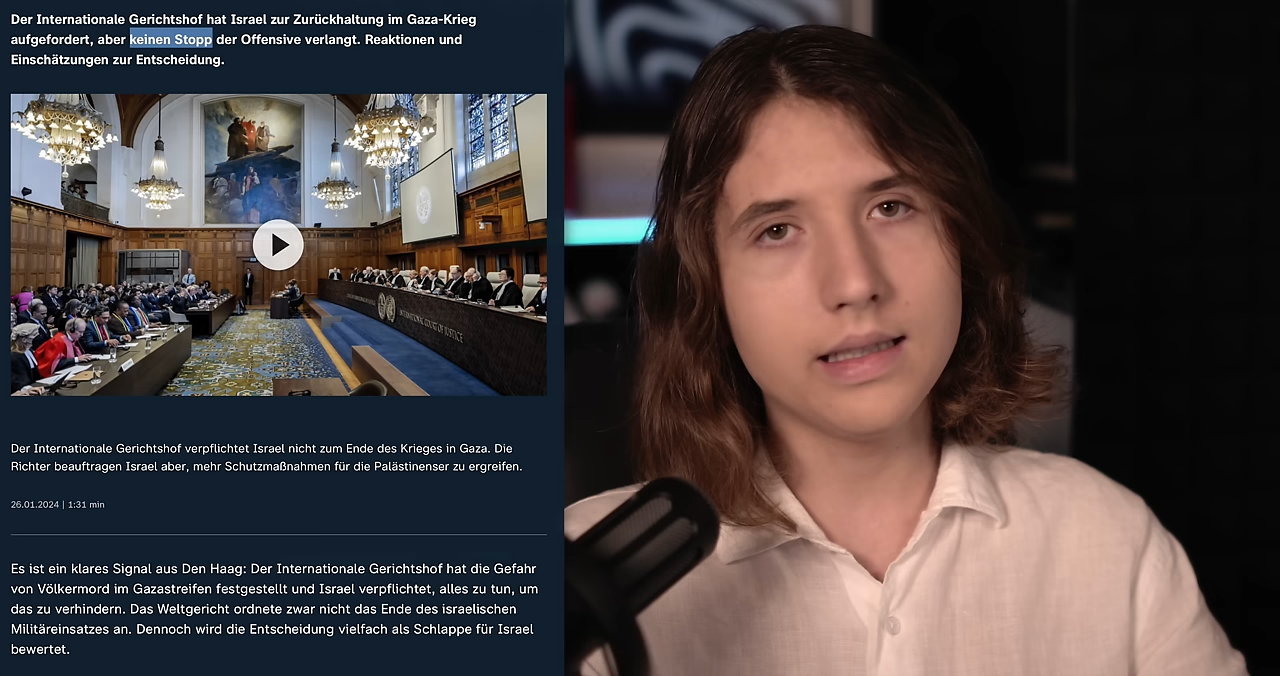 Der Internationale Gerichtshof hat Israel zur Zurückhaltung im Gaza-Krieg
aufgefordert, aber keinen Stopp der Offensive verlangt. Reaktionen und
Einschätzungen zur Entscheidung.
INTERNATIONAL COURT OF JUSTICE
Der Internationale Gerichtshof verpflichtet Israel nicht zum Ende des Krieges in Gaza. Die
Richter beauftragen Israel aber, mehr Schutzmaßnahmen für die Palästinenser zu ergreifen.
26.01.2024 | 1:31 min
Es ist ein klares Signal aus Den Haag: Der Internationale Gerichtshof hat die Gefahr
von Völkermord im Gazastreifen festgestellt und Israel verpflichtet, alles zu tun, um
das zu verhindern. Das Weltgericht ordnete zwar nicht das Ende des israelischen
Militäreinsatzes an. Dennoch wird die Entscheidung vielfach als Schlappe für Israel
bewertet.